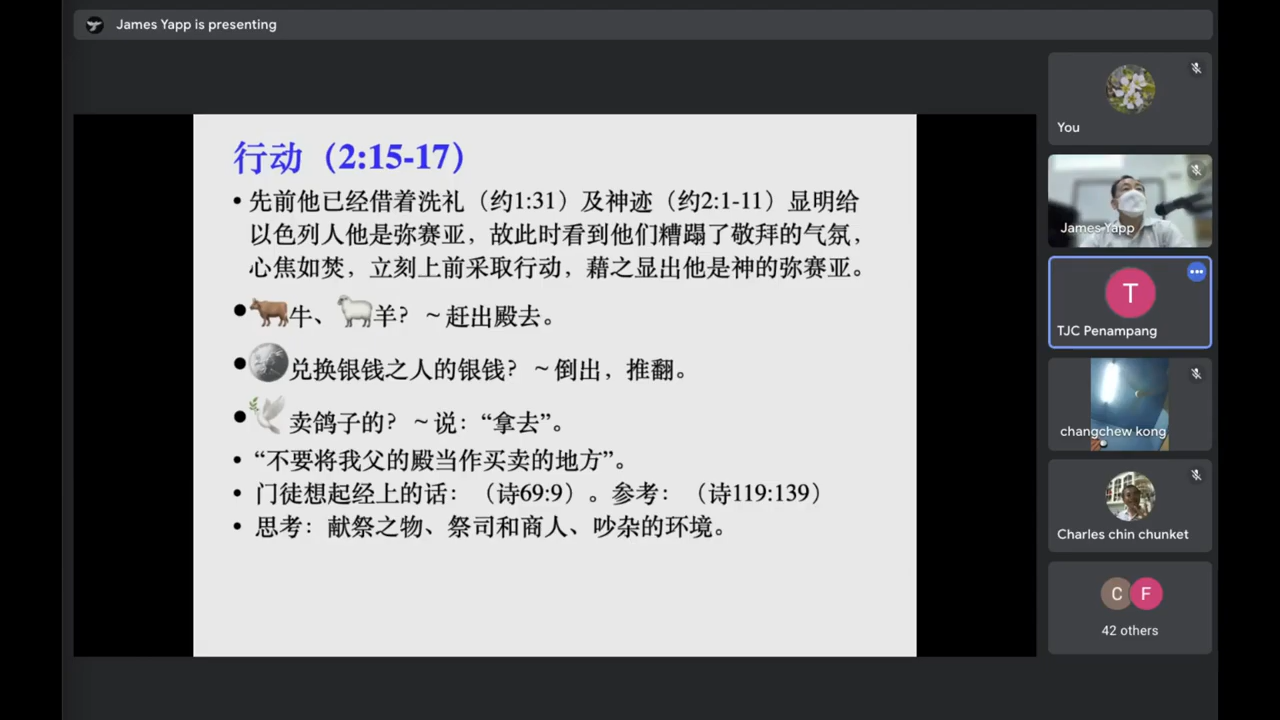 James Yapp is presenting
行动（2:15-17）
• 先前他已经借着洗礼（约1:31）及神迹（约2:1-11）显明给
以色列人他是弥赛亚，故此时看到他们糟蹋了敬拜的气氛，
心焦如焚，立刻上前采取行动，藉之显出他是神的弥赛亚。
• 牛、羊？ ~ 赶出殿去。
• 兑换银钱之人的银钱？ ~ 倒出，推翻。
• 卖鸽子的？ ~ 说：“拿去”。
• “不要将我父的殿当作买卖的地方”。
• 门徒想起经上的话：（诗69:9）。参考：（诗119:139）
• 思考：献祭之物、祭司和商人、吵杂的环境。
You
James Yapp
T
TJC Penampang
changchew kong
Charles chin chunket
C F
42 others